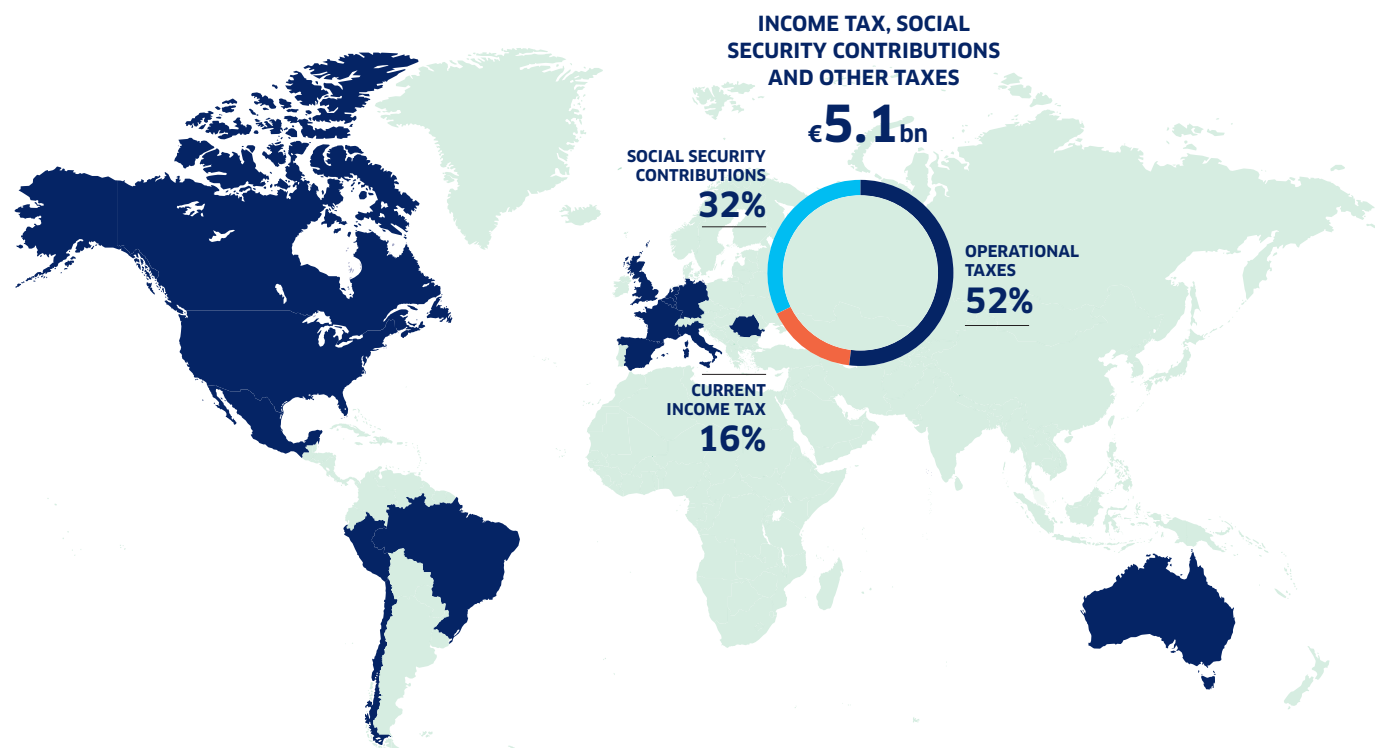 INCOME TAX, SOCIAL
SECURITY CONTRIBUTIONS
AND OTHER TAXES
€5.1bn
SOCIAL SECURITY
CONTRIBUTIONS
32%
OPERATIONAL
TAXES
52%
CURRENT
INCOME TAX
16%